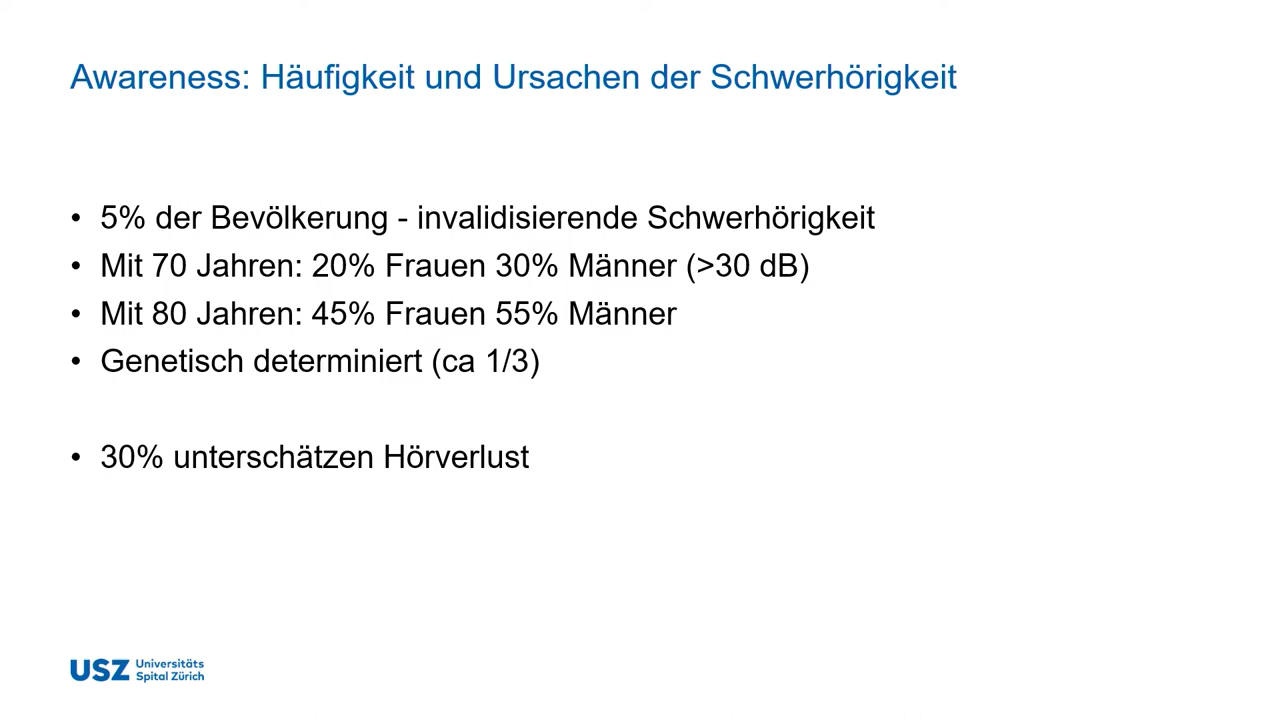 Awareness: Häufigkeit und Ursachen der Schwerhörigkeit
• 5% der Bevölkerung - invalidisierende Schwerhörigkeit
• Mit 70 Jahren: 20% Frauen 30% Männer (>30 dB)
• Mit 80 Jahren: 45% Frauen 55% Männer
• Genetisch determiniert (ca 1/3)
• 30% unterschätzen Hörverlust
USZ Universitäts
Spital Zürich